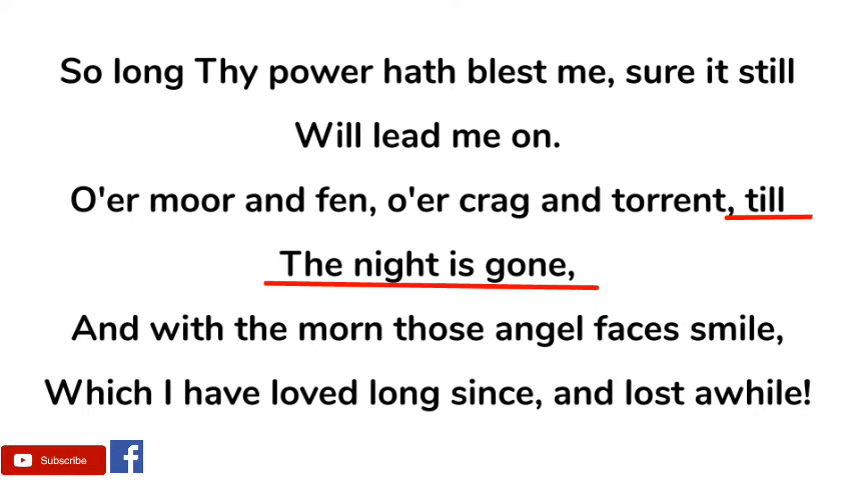 So long Thy power hath blest me, sure it still
Will lead me on.
O'er moor and fen, o'er crag and torrent, till
The night is gone,
And with the morn those angel faces smile,
Which I have loved long since, and lost awhile!
Subscribe